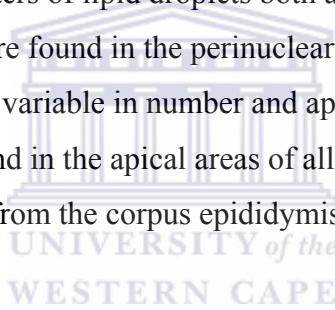 ters of lipid droplets both a
re found in the perinuclear
variable in number and ap
nd in the apical areas of all
from the corpus epididymis
UNIVERSITY of the
WESTERN CAPE